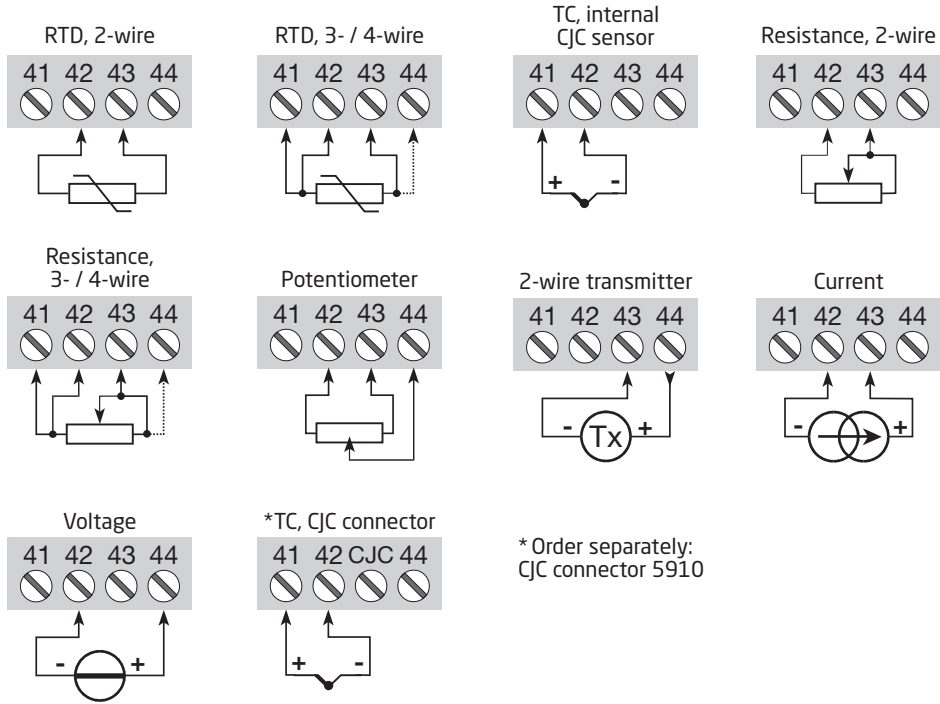 RTD, 2-wire
41 42 43 44
RTD, 3- / 4-wire
41 42 43 44
TC, internal
CJC sensor
41 42 43 44
+ -
Resistance, 2-wire
41 42 43 44
Resistance,
3- / 4-wire
41 42 43 44
Potentiometer
41 42 43 44
2-wire transmitter
41 42 43 44
- Tx +
Current
41 42 43 44
- +
Voltage
41 42 43 44
- +
*TC, CJC connector
41 42 CJC 44
+ -
* Order separately:
CJC connector 5910